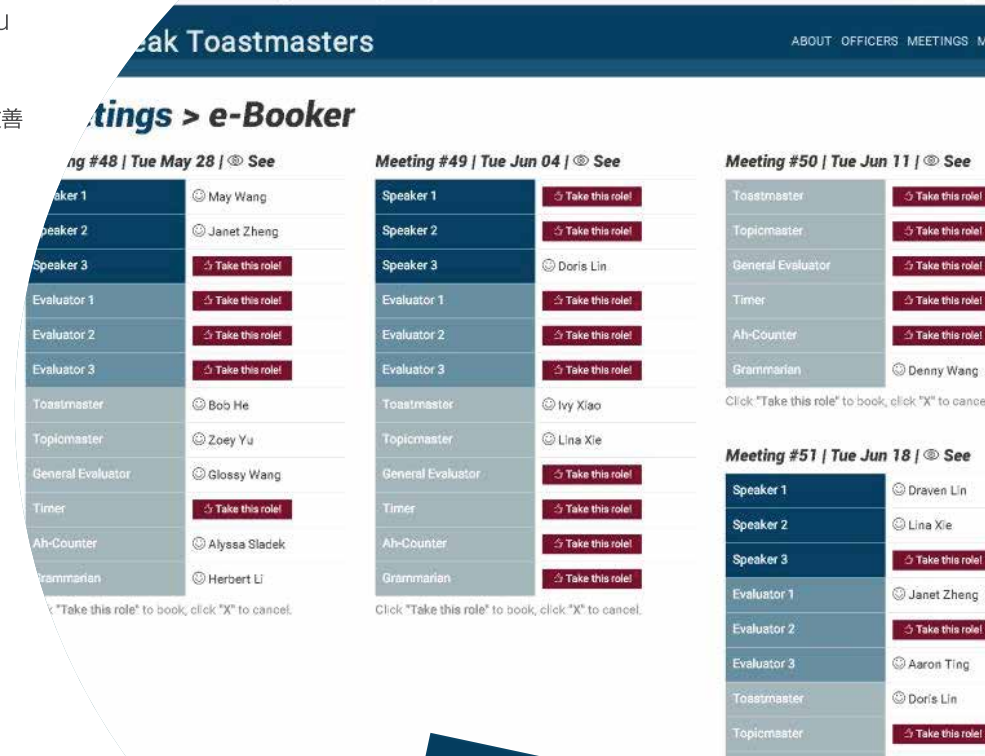 u
善
eak Toastmasters
ABOUT OFFICERS MEETINGS M
tings > e-Booker
ng #48 | Tue May 28 | See
aker 1 May Wang
peaker 2 Janet Zheng
Speaker 3 Take this role!
Evaluator 1 Take this role!
Evaluator 2 Take this role!
Evaluator 3 Take this role!
Toastmaster Bob He
Topicmaster Zoey Yu
General Evaluator Glossy Wang
Timer Take this role!
Ah-Counter Alyssa Sladek
Grammarian Herbert Li
"Take this role" to book, click "X" to cancel.
Meeting #49 | Tue Jun 04 | See
Speaker 1 Take this role!
Speaker 2 Take this role!
Speaker 3 Doris Lin
Evaluator 1 Take this role!
Evaluator 2 Take this role!
Evaluator 3 Take this role!
Toastmaster Ivy Xiao
Topicmaster Lina Xie
General Evaluator Take this role!
Timer Take this role!
Ah-Counter Take this role!
Grammarian Take this role!
Click "Take this role" to book, click "X" to cancel.
Meeting #50 | Tue Jun 11 | See
Toastmaster Take this role!
Topicmaster Take this role!
General Evaluator Take this role!
Timer Take this role!
Ah-Counter Take this role!
Grammarian Denny Wang
Click "Take this role" to book, click "X" to cance
Meeting #51 | Tue Jun 18 | See
Speaker 1 Draven Lin
Speaker 2 Lina Xie
Speaker 3 Take this role!
Evaluator 1 Janet Zheng
Evaluator 2 Take this role!
Evaluator 3 Aaron Ting
Toastmaster Doris Lin
Topicmaster Take this role!